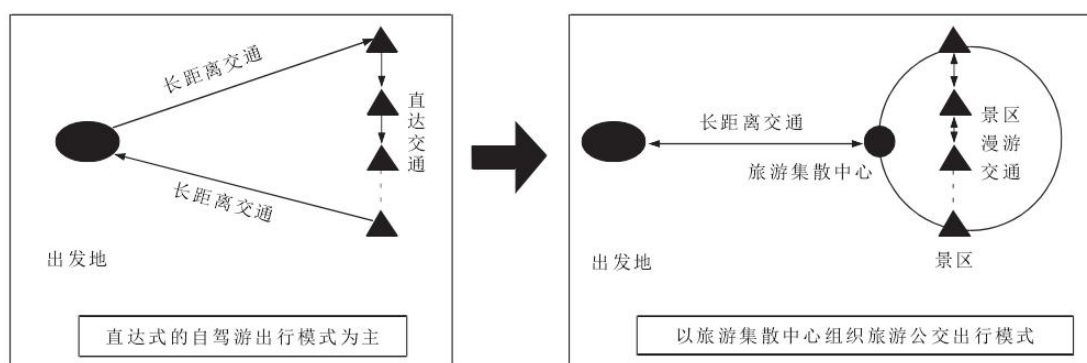 长距离交通
直达交通
长距离交通
出发地
直达式的自驾游出行模式为主
长距离交通
旅游集散中心
景区
漫游
交通
出发地
景区
以旅游集散中心组织旅游公交出行模式